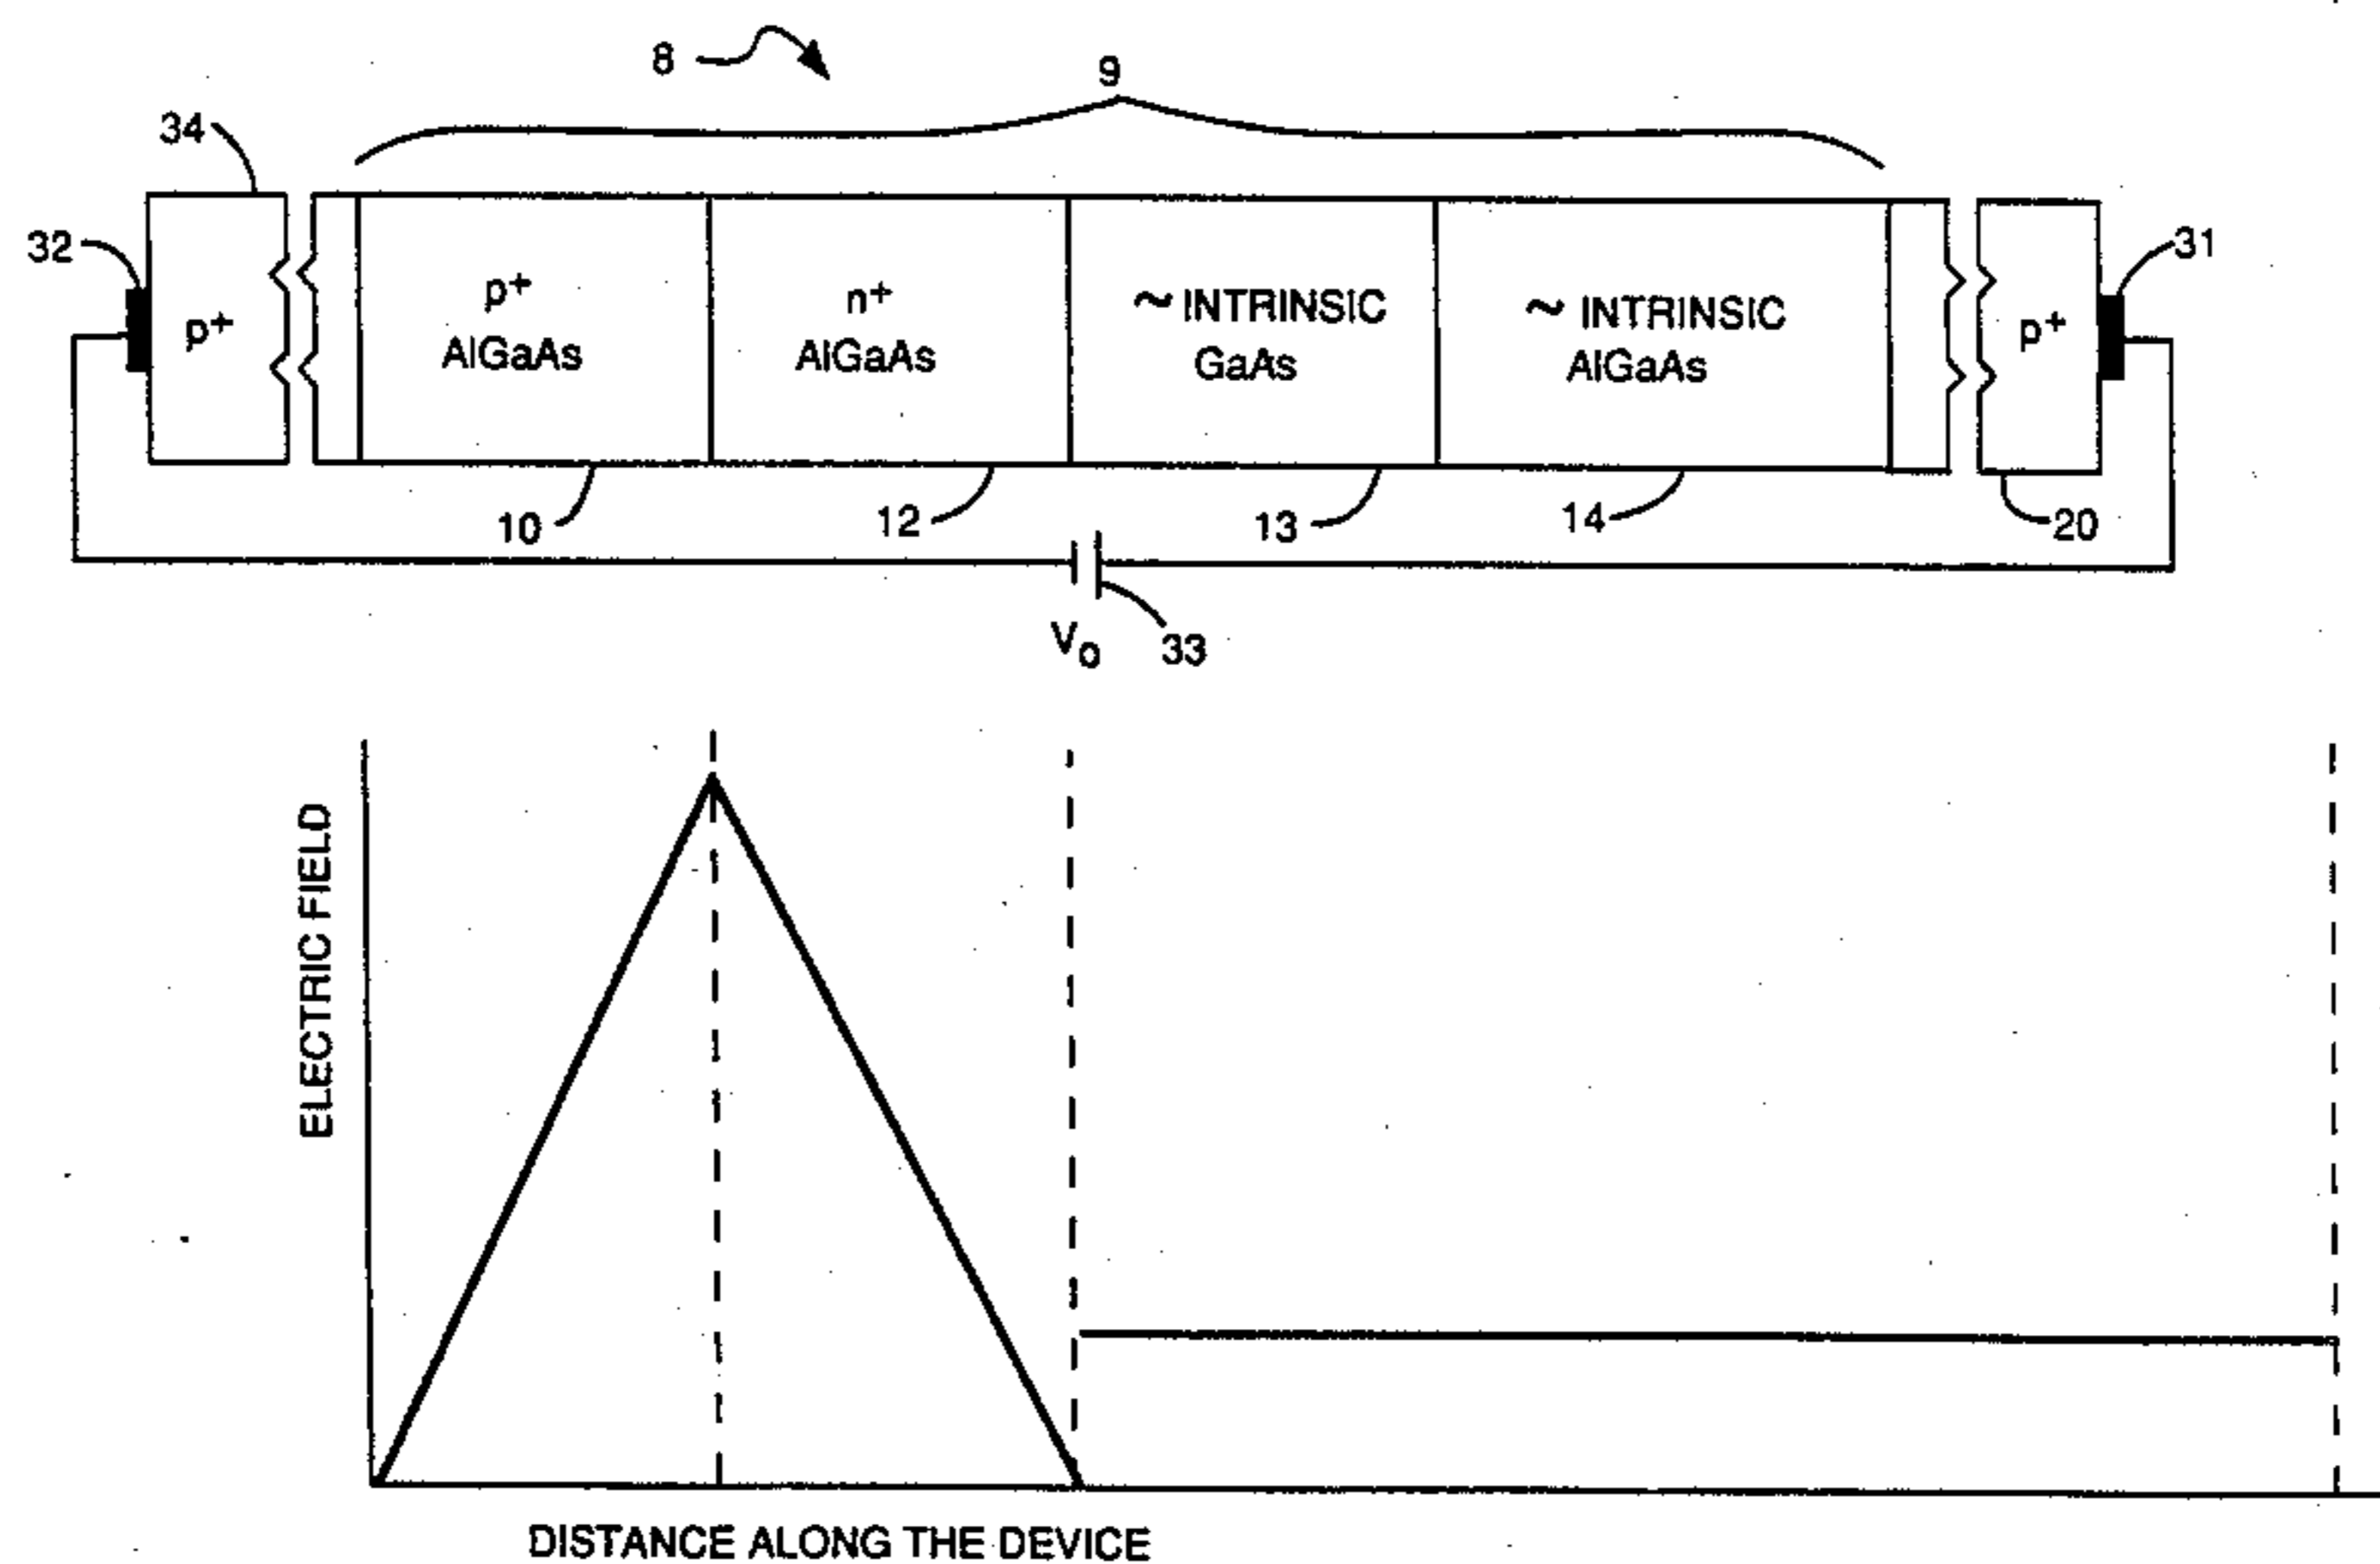 8
9
34
32
31
p+
p+
AlGaAs
n+
AlGaAs
~ INTRINSIC
GaAs
~ INTRINSIC
AlGaAs
p+
10
12
13
14
20
Vo
33
ELECTRIC FIELD
DISTANCE ALONG THE DEVICE